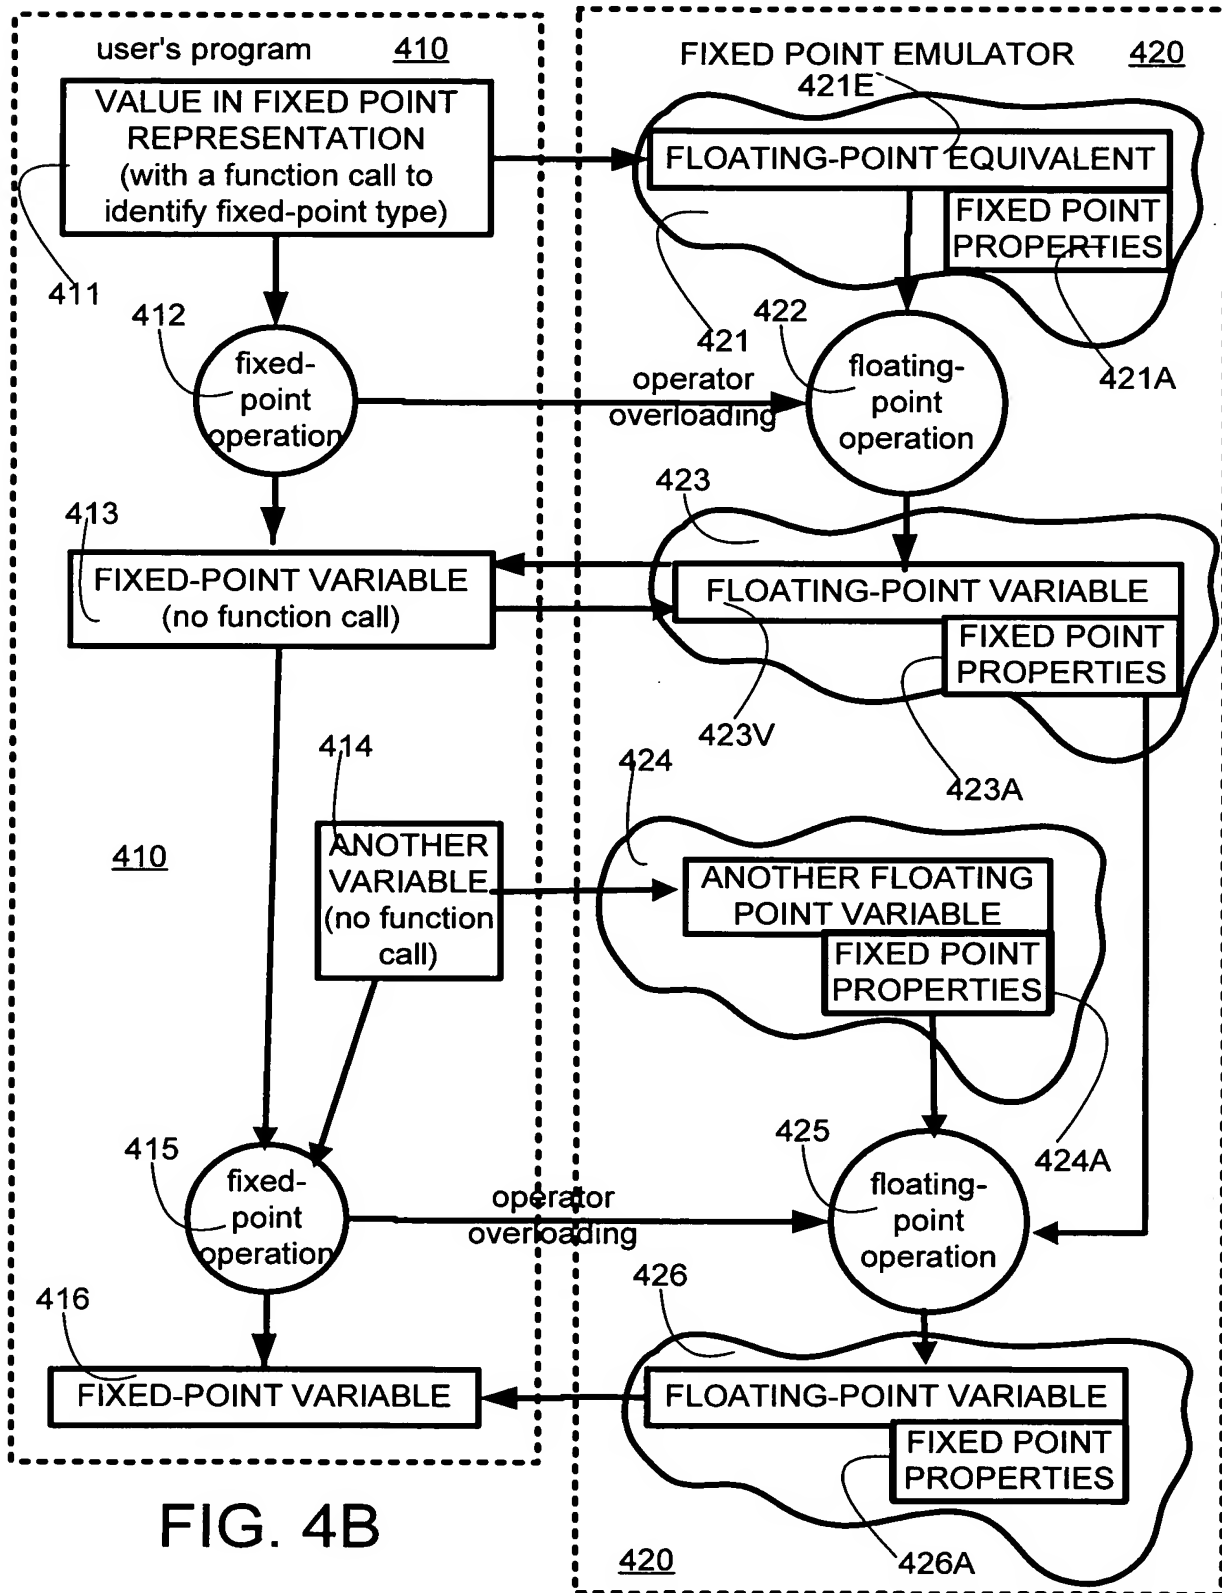 user's program 410
VALUE IN FIXED POINT
REPRESENTATION
(with a function call to
identify fixed-point type)
411
412
fixed-
point
operation
413
FIXED-POINT VARIABLE
(no function call)
414
ANOTHER
VARIABLE
(no function
call)
410
415
fixed-
point
operation
416
FIXED-POINT VARIABLE
operator
overloading
operator
overloading
FIXED POINT EMULATOR 420
421E
FLOATING-POINT EQUIVALENT
FIXED POINT
PROPERTIES
421
421A
422
floating-
point
operation
423
FLOATING-POINT VARIABLE
FIXED POINT
PROPERTIES
423V
423A
424
ANOTHER FLOATING
POINT VARIABLE
FIXED POINT
PROPERTIES
424A
425
floating-
point
operation
426
FLOATING-POINT VARIABLE
FIXED POINT
PROPERTIES
426A
420
FIG. 4B